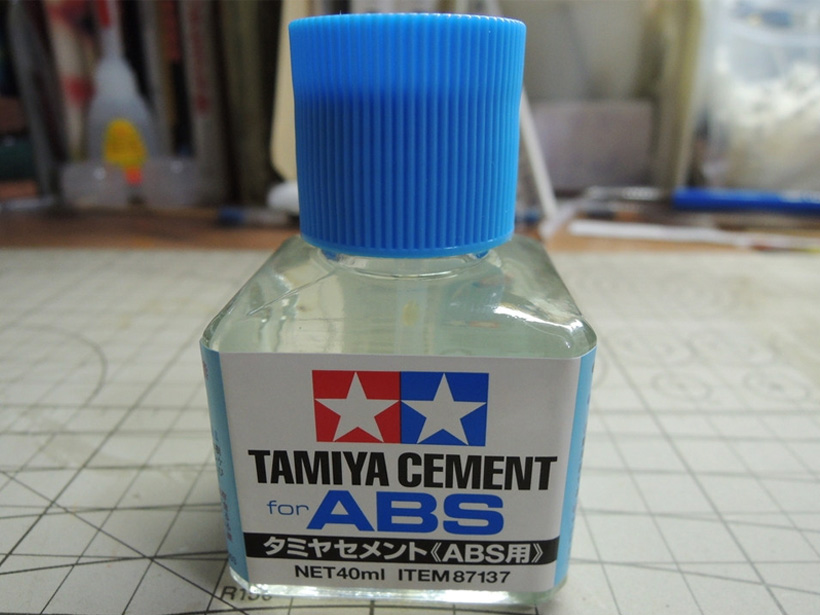 TAMIYA CEMENT
for ABS
タミヤセメント《ABS用》
NET40ml ITEM87137